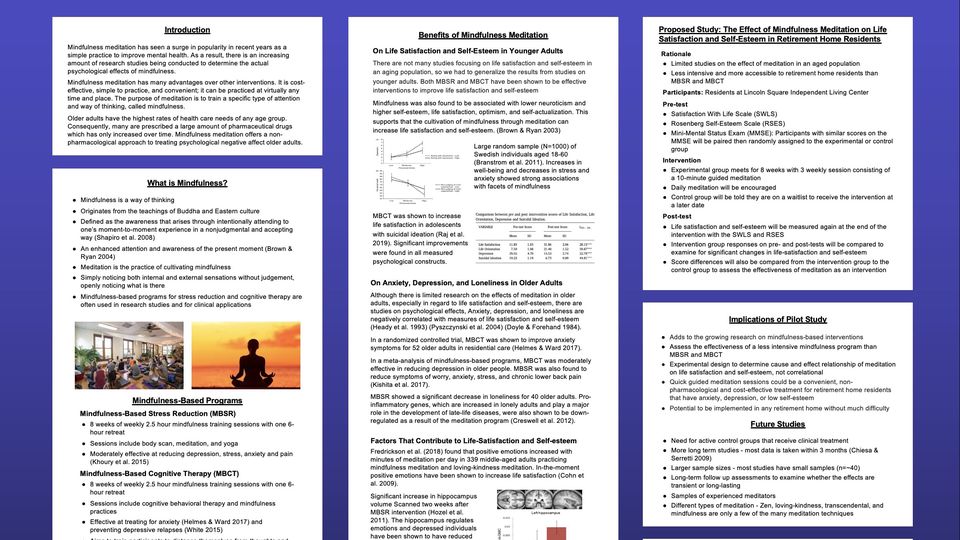 Introduction
Mindfulness meditation has seen a surge in popularity in recent years as a
simple practice to improve mental health. As a result, there is an increasing
amount of research studies being conducted to determine the actual
psychological effects of mindfulness.
Mindfulness meditation has many advantages over other interventions. It is cost-
effective, simple to practice, and convenient; it can be practiced at virtually any
time and place. The purpose of meditation is to train a specific type of attention
and way of thinking, called mindfulness.
Older adults have the highest rates of health care needs of any age group.
Consequently, many are prescribed a large amount of pharmaceutical drugs
which has only increased over time. Mindfulness meditation offers a non-
pharmacological approach to treating psychological negative affect older adults.
What is Mindfulness?
● Mindfulness is a way of thinking
● Originates from the teachings of Buddha and Eastern culture
● Defined as the awareness that arises through intentionally attending to
one's moment-to-moment experience in a nonjudgmental and accepting
way (Shapiro et al. 2008)
● An enhanced attention and awareness of the present moment (Brown &
Ryan 2004)
● Meditation is the practice of cultivating mindfulness
● Simply noticing both internal and external sensations without judgement,
openly noticing what is there
● Mindfulness-based programs for stress reduction and cognitive therapy are
often used in research studies and for clinical applications
Mindfulness-Based Programs
Mindfulness-Based Stress Reduction (MBSR)
● 8 weeks of weekly 2.5 hour mindfulness training sessions with one 6-
hour retreat
● Sessions include body scan, meditation, and yoga
● Moderately effective at reducing depression, stress, anxiety and pain
(Khoury et al. 2015)
Mindfulness-Based Cognitive Therapy (MBCT)
● 8 weeks of weekly 2.5 hour mindfulness training sessions with one 6-
hour retreat
● Sessions include cognitive behavioral therapy and mindfulness
practices
● Effective at treating for anxiety (Helmes & Ward 2017) and
preventing depressive relapses (White 2015)
Benefits of Mindfulness Meditation
On Life Satisfaction and Self-Esteem in Younger Adults
There are not many studies focusing on life satisfaction and self-esteem in
an aging population, so we had to generalize the results from studies on
younger adults. Both MBSR and MBCT have been shown to be effective
interventions to improve life satisfaction and self-esteem
Mindfulness was also found to be associated with lower neuroticism and
higher self-esteem, life satisfaction, optimism, and self-actualization. This
supports that the cultivation of mindfulness through meditation can
increase life satisfaction and self-esteem. (Brown & Ryan 2003)
Large random sample (N=1000) of
Swedish individuals aged 18-60
(Branstrom et al. 2011). Increases in
well-being and decreases in stress and
anxiety showed strong associations
with facets of mindfulness
MBCT was shown to increase
life satisfaction in adolescents
with suicidal ideation (Raj et al.
2019). Significant improvements
were found in all measured
psychological constructs.
Comparison between pre and post intervention scores of Life Satisfaction, Life
Orientation, Depression and Suicidal Ideation.
VARIABLE
Mean SD Mean SD
Life Satisfaction
Life Orientation
Depression
Suicidal Ideation
On Anxiety, Depression, and Loneliness in Older Adults
Although there is limited research on the effects of meditation in older
adults, especially in regard to life satisfaction and self-esteem, there are
studies on psychological effects, Anxiety, depression, and loneliness are
negatively correlated with measures of life satisfaction and self-esteem
(Heady et al. 1993) (Pyszczynski et al. 2004) (Doyle & Forehand 1984).
In a randomized controlled trial, MBCT was shown to improve anxiety
symptoms for 52 older adults in residential care (Helmes & Ward 2017).
In a meta-analysis of mindfulness-based programs, MBCT was moderately
effective in reducing depression in older people. MBSR was also found to
reduce symptoms of worry, anxiety, stress, and chronic lower back pain
(Kishita et al. 2017).
MBSR showed a significant decrease in loneliness for 40 older adults. Pro-
inflammatory genes, which are increased in lonely adults and play a major
role in the development of late-life diseases, were also shown to be down-
regulated as a result of the meditation program (Creswell et al. 2012).
Factors That Contribute to Life-Satisfaction and Self-esteem
Fredrickson et al. (2018) found that positive emotions increased with
minutes of meditation per day in 339 middle-aged adults practicing
mindfulness meditation and loving-kindness meditation. In-the-moment
positive emotions have been shown to increase life satisfaction (Cohn et
al. 2009).
Significant increase in hippocampus
volume Scanned two weeks after
MBSR intervention (Hozel et al.
2011). The hippocampus regulates
emotions and depressed individuals
have been shown to have reduced
Left hippocampus
Proposed Study: The Effect of Mindfulness Meditation on Life
Satisfaction and Self-Esteem in Retirement Home Residents
Rationale
● Limited studies on the effect of meditation in an aged population
● Less intensive and more accessible to retirement home residents than
MBSR and MBCT
Participants: Residents at Lincoln Square Independent Living Center
Pre-test
● Satisfaction With Life Scale (SWLS)
● Rosenberg Self-Esteem Scale (RSES)
● Mini-Mental Status Exam (MMSE): Participants with similar scores on the
MMSE will be paired then randomly assigned to the experimental or control
group
Intervention
● Experimental group meets for 8 weeks with 3 weekly session consisting of
a 10-minute guided meditation
● Daily meditation will be encouraged
● Control group will be told they are on a waitlist to receive the intervention at
a later date
Post-test
● Life satisfaction and self-esteem will be measured again at the end of the
intervention with the SWLS and RSES
● Intervention group responses on pre- and post-tests will be compared to
examine for significant changes in life-satisfaction and self-esteem
● Score differences will also be compared from the intervention group to the
control group to assess the effectiveness of meditation as an intervention
Implications of Pilot Study
● Adds to the growing research on mindfulness-based interventions
● Assess the effectiveness of a less intensive mindfulness program than
MBSR and MBCT
● Experimental design to determine cause and effect relationship of meditation
on life satisfaction and self-esteem, not correlational
● Quick guided meditation sessions could be a convenient, non-
pharmacological and cost-effective treatment for retirement home residents
that have anxiety, depression, or low self-esteem
● Potential to be implemented in any retirement home without much difficulty
Future Studies
● Need for active control groups that receive clinical treatment
● More long term studies - most data is taken within 3 months (Chiesa &
Serretti 2009)
● Larger sample sizes - most studies have small samples (n=~40)
● Long-term follow up assessments to examine whether the effects are
transient or long-lasting
● Samples of experienced meditators
● Different types of meditation - Zen, loving-kindness, transcendental, and
mindfulness are only a few of the many meditation techniques